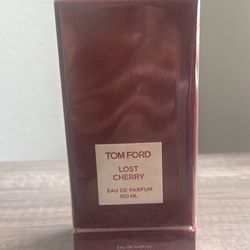 TOM FORD
LOST
CHERRY
EAU DE PARFUM
100 ML
EAU DE PARFUM